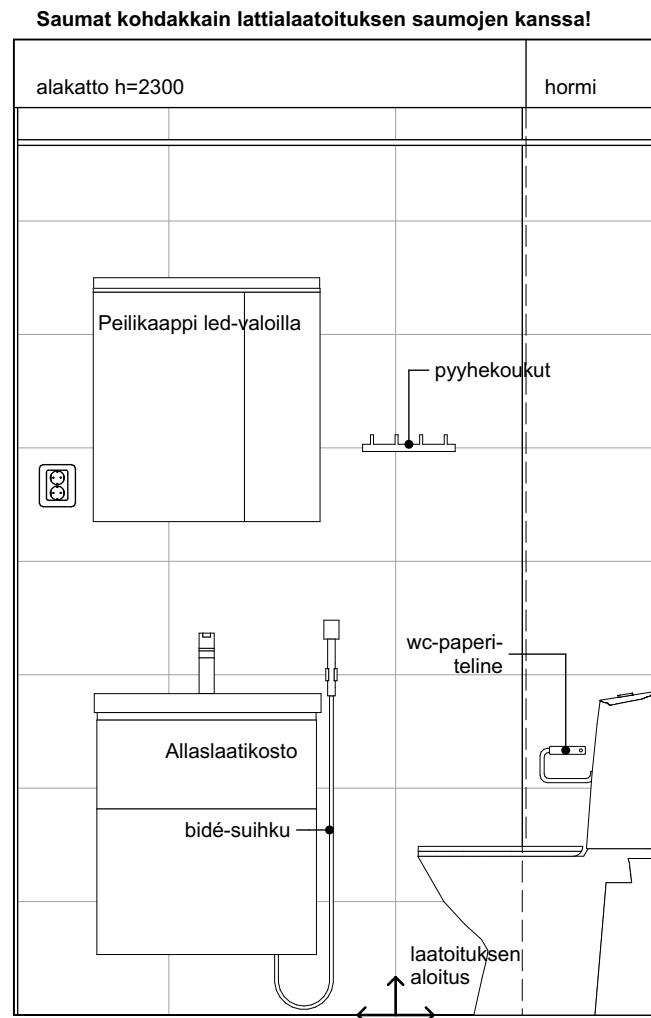 Saumat kohdakkain lattialaatoituksen saumojen kanssa!
alakatto h=2300
hormi
Peilikaappi led-valoilla
pyyhekoukut
wc-paperi-
teline
Allaslaatikosto
bidé-suihku
laatoituksen
aloitus